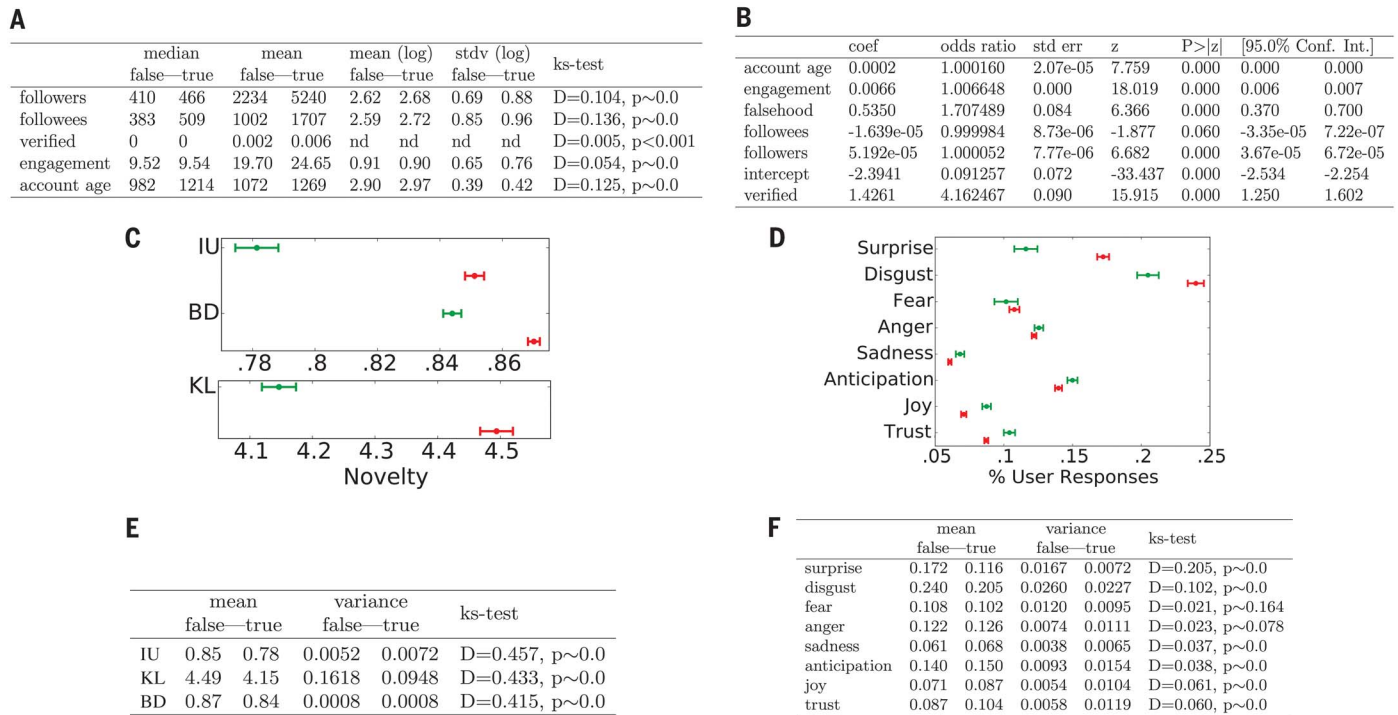 A
median mean mean (log) stdv (log) ks-test
false—true false—true false—true false—true
followers 410 466 2234 5240 2.62 2.68 0.69 0.88 D=0.104, p∼0.0
followees 383 509 1002 1707 2.59 2.72 0.85 0.96 D=0.136, p∼0.0
verified 0 0 0.002 0.006 nd nd nd nd D=0.005, p<0.001
engagement 9.52 9.54 19.70 24.65 0.91 0.90 0.65 0.76 D=0.054, p∼0.0
account age 982 1214 1072 1269 2.90 2.97 0.39 0.42 D=0.125, p∼0.0
B
coef odds ratio std err z P>|z| [95.0% Conf. Int.]
account age 0.0002 1.000160 2.07e-05 7.759 0.000 0.000 0.000
engagement 0.0066 1.006648 0.000 18.019 0.000 0.006 0.007
falsehood 0.5350 1.707489 0.084 6.366 0.000 0.370 0.700
followees -1.639e-05 0.999984 8.73e-06 -1.877 0.060 -3.35e-05 7.22e-07
followers 5.192e-05 1.000052 7.77e-06 6.682 0.000 3.67e-05 6.72e-05
intercept -2.3941 0.091257 0.072 -33.437 0.000 -2.534 -2.254
verified 1.4261 4.162467 0.090 15.915 0.000 1.250 1.602
C
IU
BD
.78 .8 .82 .84 .86
KL
4.1 4.2 4.3 4.4 4.5
Novelty
D
Surprise
Disgust
Fear
Anger
Sadness
Anticipation
Joy
Trust
.05 .1 .15 .2 .25
% User Responses
E
mean variance ks-test
false—true false—true
IU 0.85 0.78 0.0052 0.0072 D=0.457, p∼0.0
KL 4.49 4.15 0.1618 0.0948 D=0.433, p∼0.0
BD 0.87 0.84 0.0008 0.0008 D=0.415, p∼0.0
F
mean variance ks-test
false—true false—true
surprise 0.172 0.116 0.0167 0.0072 D=0.205, p∼0.0
disgust 0.240 0.205 0.0260 0.0227 D=0.102, p∼0.0
fear 0.108 0.102 0.0120 0.0095 D=0.021, p∼0.164
anger 0.122 0.126 0.0074 0.0111 D=0.023, p∼0.078
sadness 0.061 0.068 0.0038 0.0065 D=0.037, p∼0.0
anticipation 0.140 0.150 0.0093 0.0154 D=0.038, p∼0.0
joy 0.071 0.087 0.0054 0.0104 D=0.061, p∼0.0
trust 0.087 0.104 0.0058 0.0119 D=0.060, p∼0.0